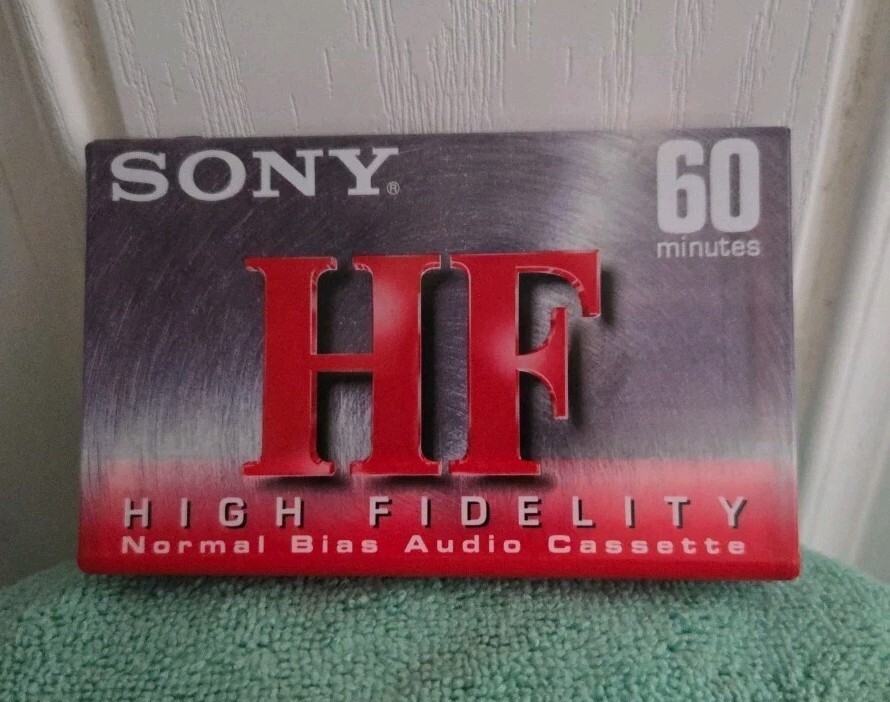 SONY®
60
minutes
HF
HIGH FIDELITY
Normal Bias Audio Cassette